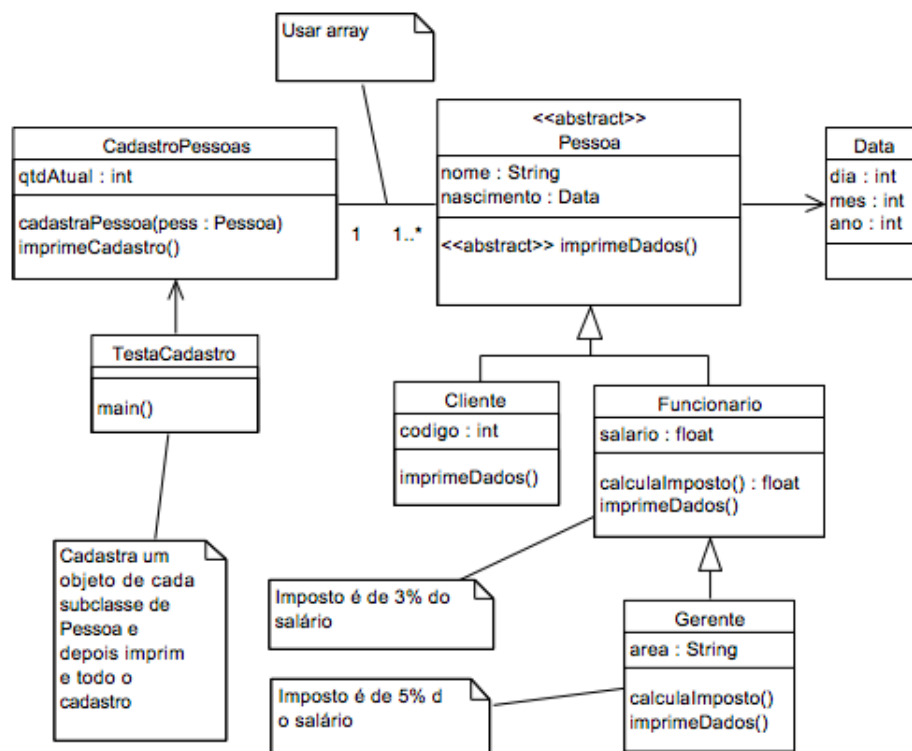 Usar array
CadastroPessoas
qtdAtual : int
cadastraPessoa(pess : Pessoa)
imprimeCadastro()
1
1..*
<<abstract>>
Pessoa
nome : String
nascimento : Data
<<abstract>> imprimeDados()
Data
dia : int
mes : int
ano : int
TestaCadastro
main()
Cliente
codigo : int
imprimeDados()
Funcionario
salario : float
calculaImposto() : float
imprimeDados()
Cadastra um
objeto de cada
subclasse de
Pessoa e
depois imprim
e todo o
cadastro
Imposto é de 3% do
salário
Gerente
area : String
calculaImposto()
imprimeDados()
Imposto é de 5% d
o salário